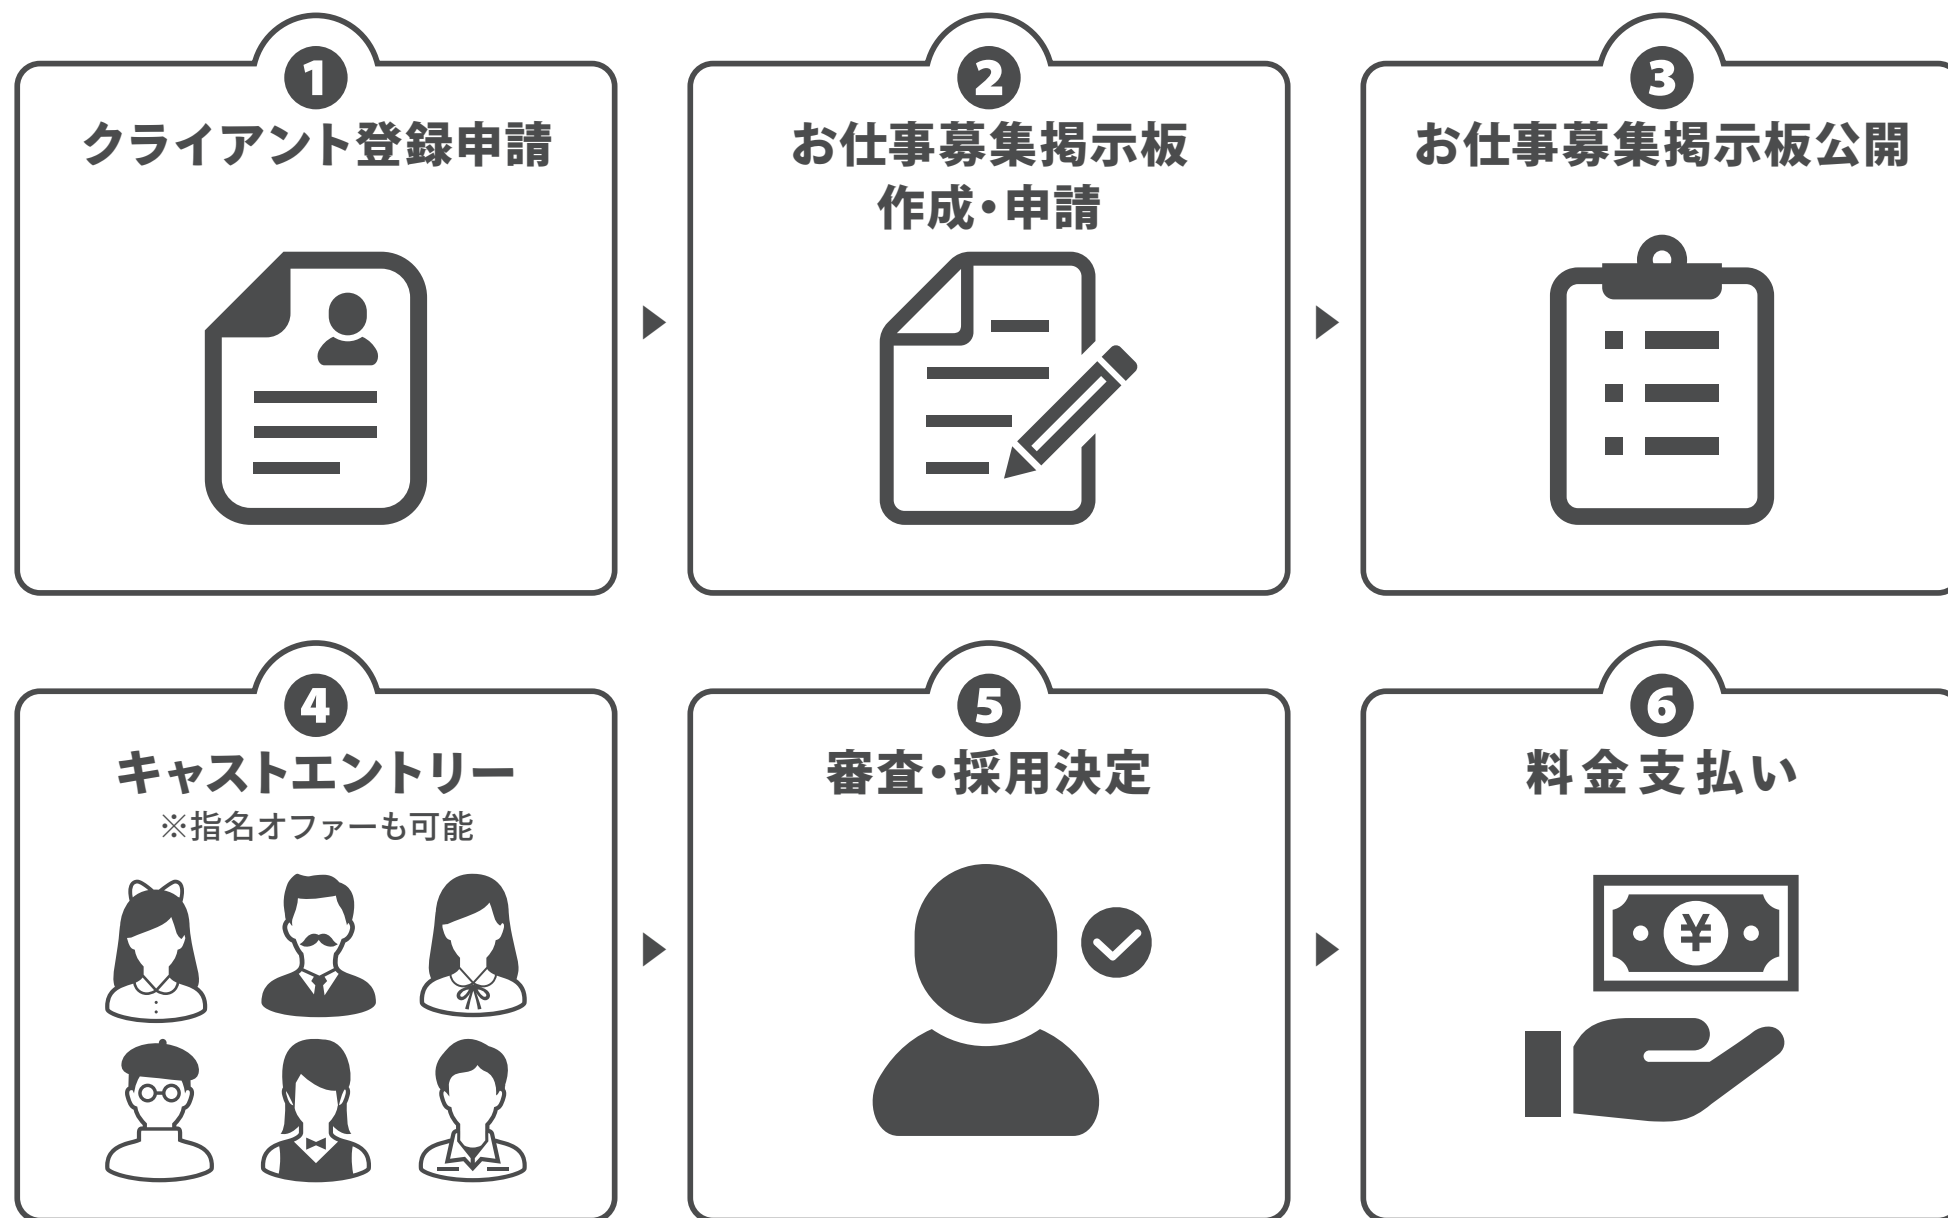 1
クライアント登録申請
2
お仕事募集掲示板
作成・申請
3
お仕事募集掲示板公開
4
キャストエントリー
※指名オファーも可能
5
審査・採用決定
6
料金支払い
¥